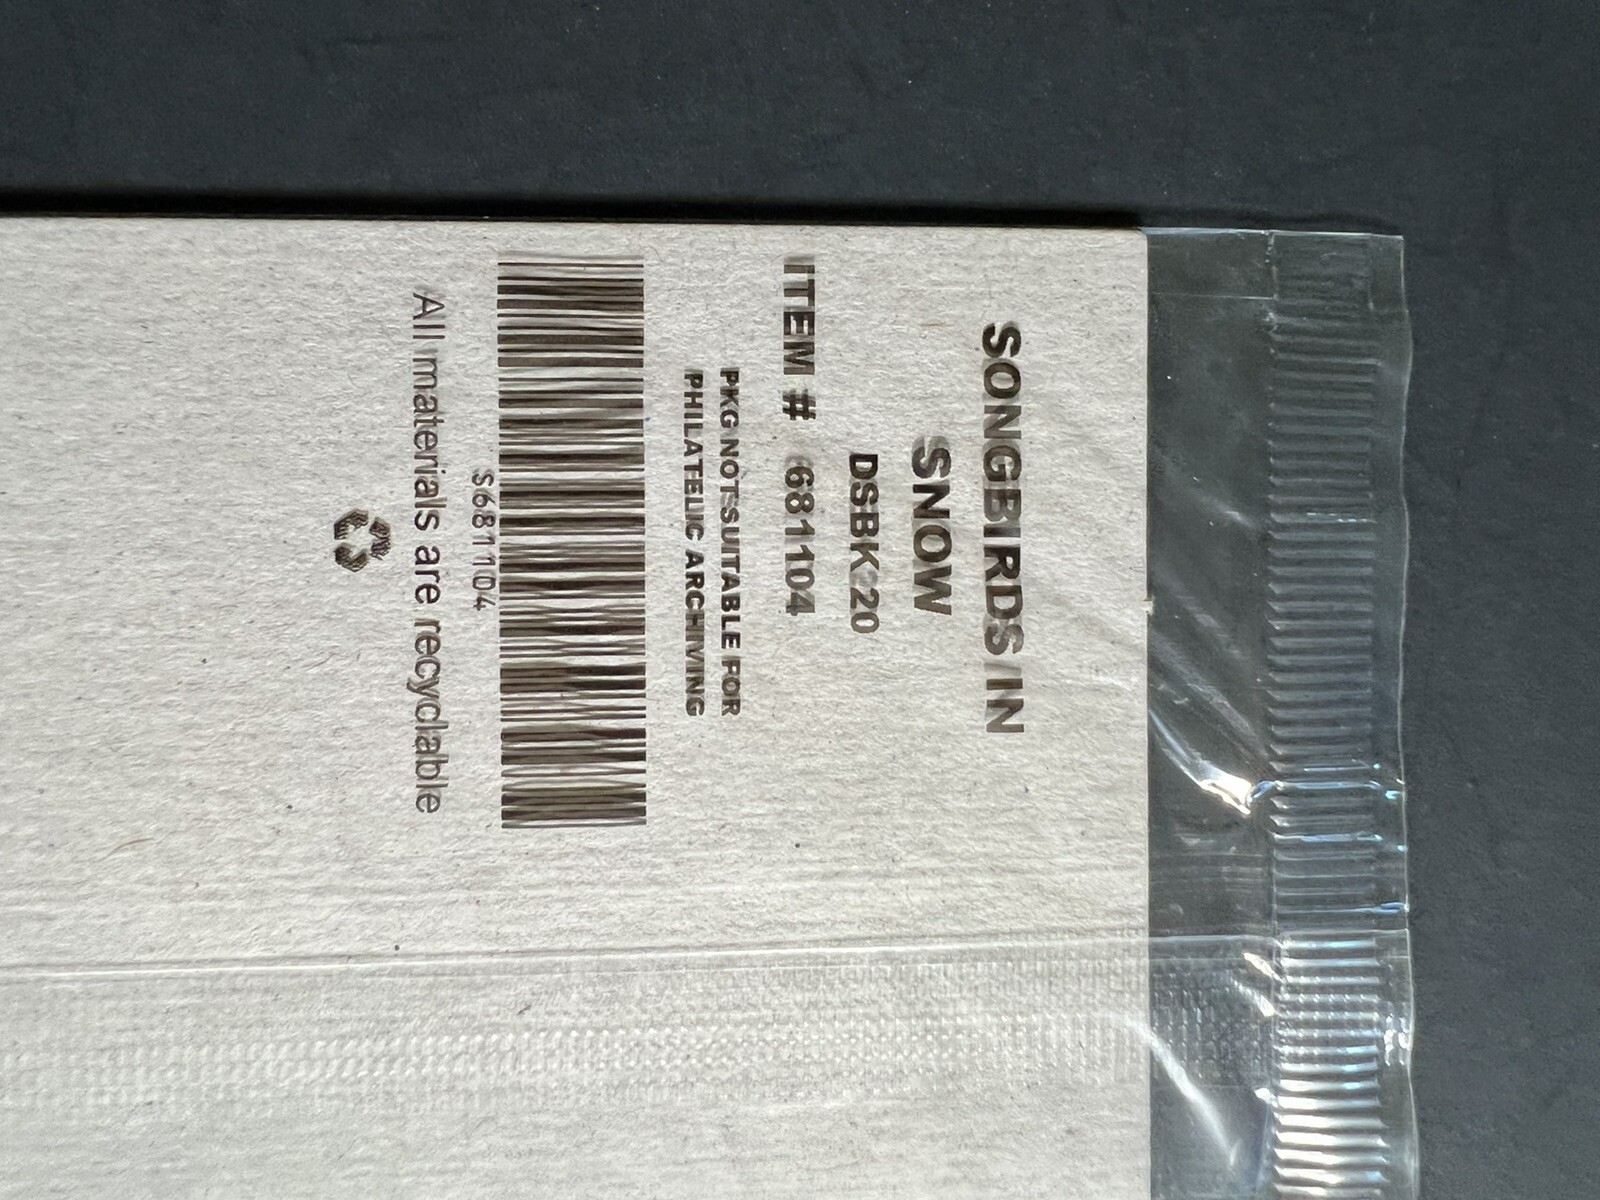 SONGBIRDS IN
SNOW
DSBK 20
ITEM # 681104
PKG NOT SUITABLE FOR
PHILATELIC ARCHIVING
S681104
All materials are recyclable